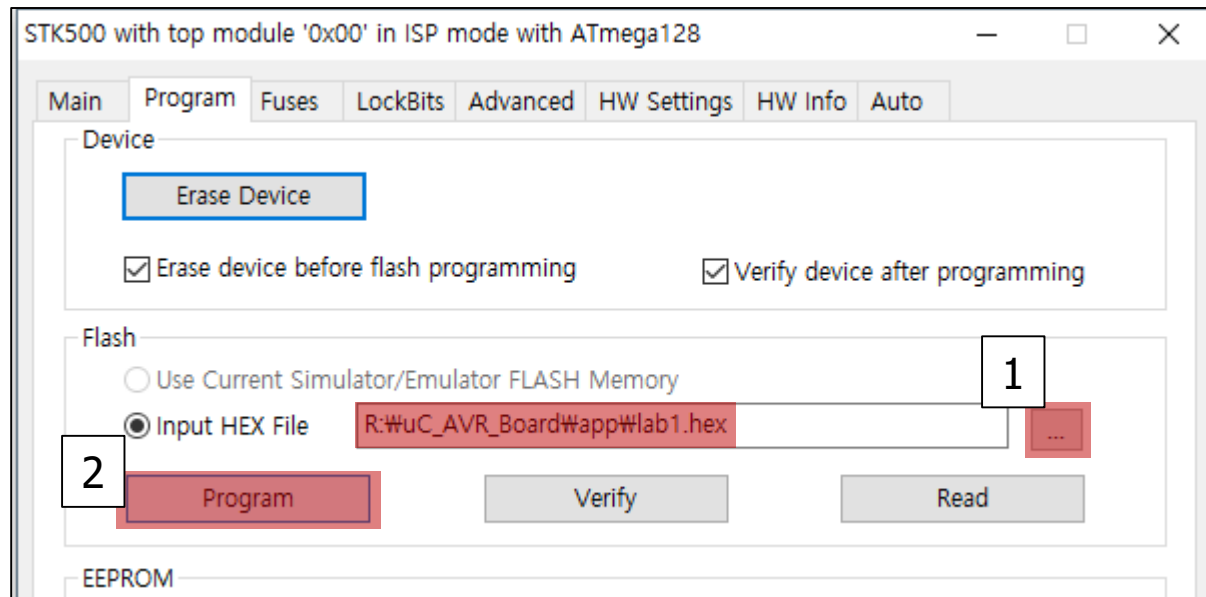 STK500 with top module '0x00' in ISP mode with ATmega128
Main Program Fuses LockBits Advanced HW Settings HW Info Auto
Device
Erase Device
Erase device before flash programming Verify device after programming
Flash
Use Current Simulator/Emulator FLASH Memory
1
Input HEX File R:₩uC_AVR_Board₩app₩lab1.hex ...
2
Program Verify Read
EEPROM